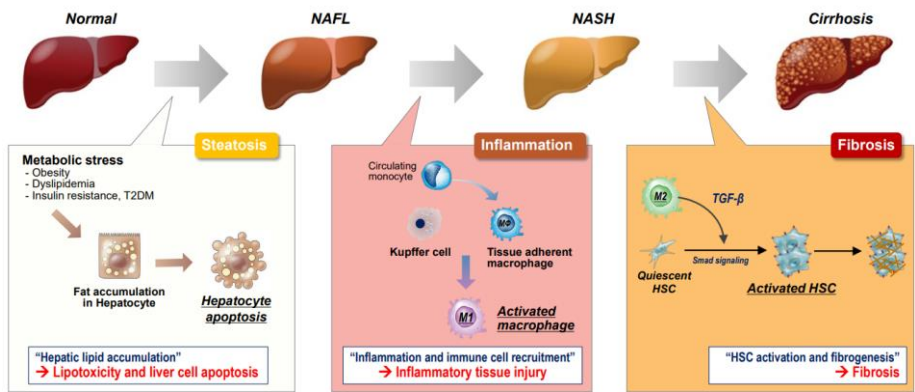 Normal
NAFL
NASH
Cirrhosis
Steatosis
Metabolic stress
- Obesity
- Dyslipidemia
- Insulin resistance, T2DM
Fat accumulation
in Hepatocyte
Hepatocyte
apoptosis
“Hepatic lipid accumulation”
→ Lipotoxicity and liver cell apoptosis
Inflammation
Circulating
monocyte
MΦ
Kupffer cell
Tissue adherent
macrophage
M1
Activated
macrophage
“Inflammation and immune cell recruitment”
→ Inflammatory tissue injury
Fibrosis
M2
TGF-β
Smad signaling
Quiescent
HSC
Activated HSC
“HSC activation and fibrogenesis”
→ Fibrosis